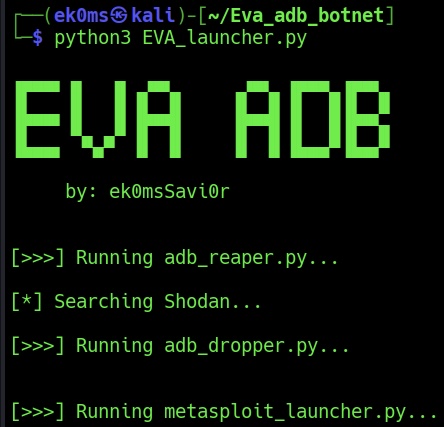 ┌──(ek0ms㉿kali)-[~/Eva_adb_botnet]
└─$ python3 EVA_launcher.py
EVA ADB
by: ek0msSavi0r
[>>>] Running adb_reaper.py...
[*] Searching Shodan...
[>>>] Running adb_dropper.py...
[>>>] Running metasploit_launcher.py...